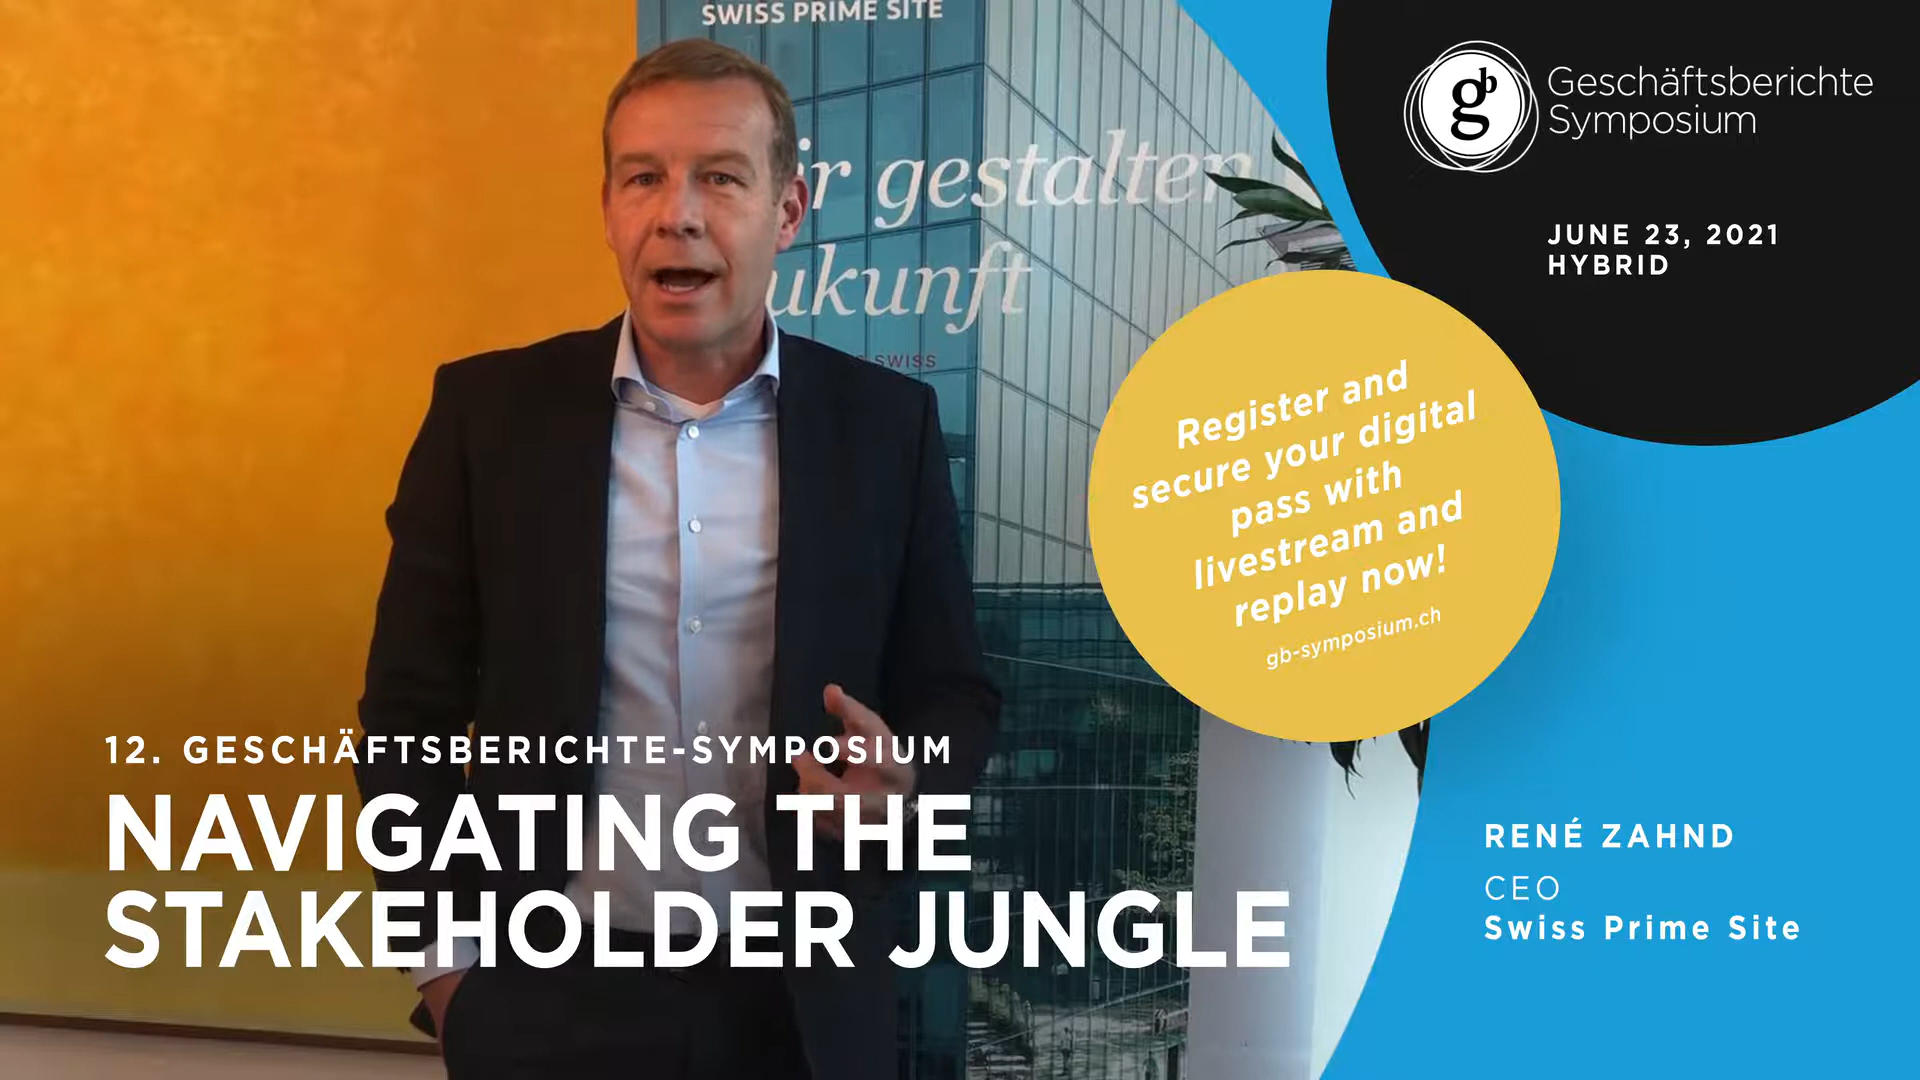 SWISS PRIME SITE
gestalten
SWISS
Geschäftsberichte
Symposium
JUNE 23, 2021
HYBRID
Register and
secure your digital
pass with
livestream and
replay now!
gb-symposium.ch
12. GESCHÄFTSBERICHTE-SYMPOSIUM
NAVIGATING THE
STAKEHOLDER JUNGLE
RENÉ ZAHND
CEO
Swiss Prime Site